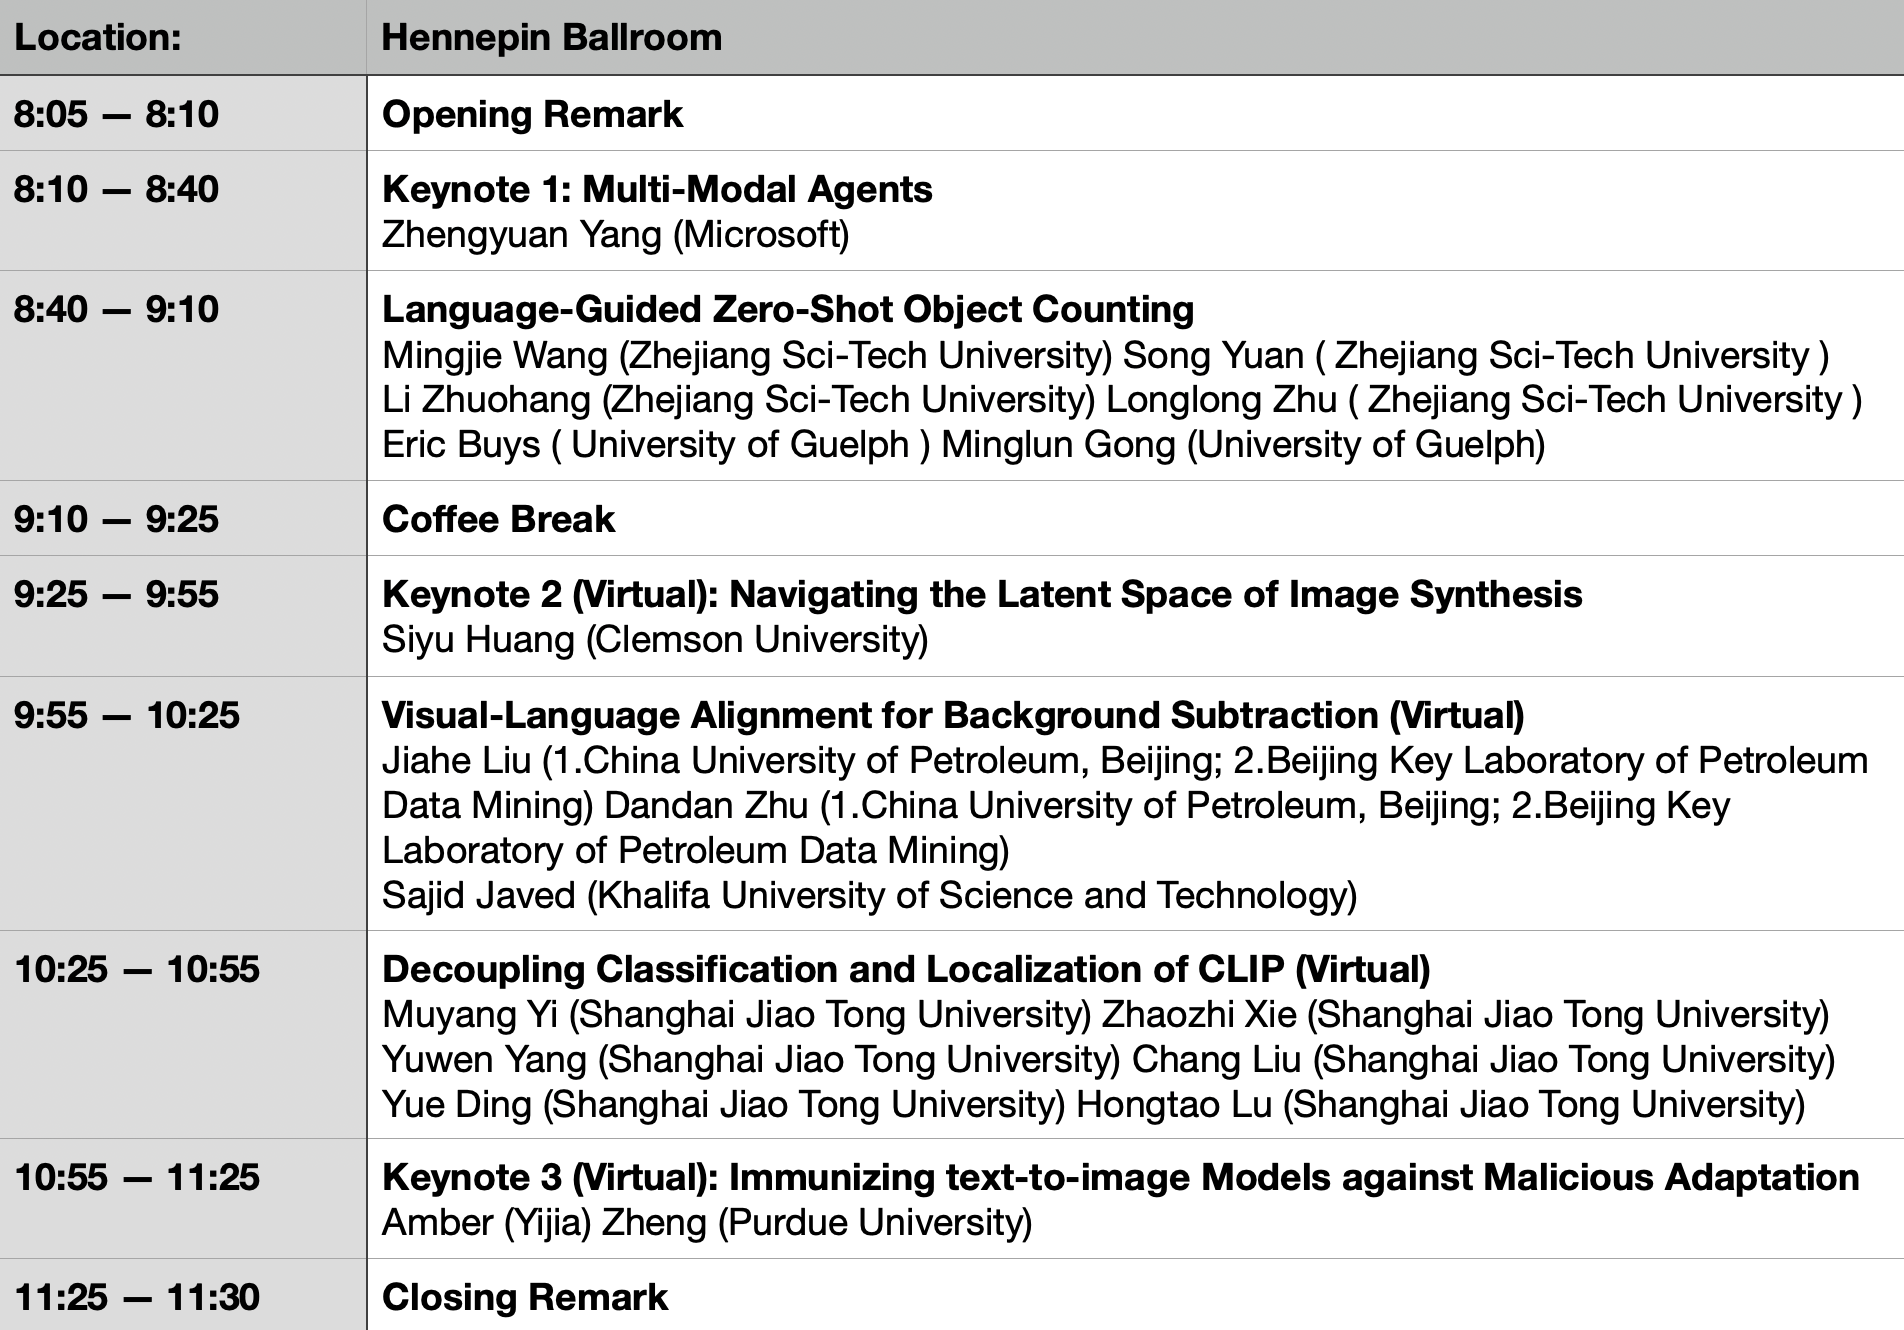 Location: Hennepin Ballroom
8:05 — 8:10 Opening Remark
8:10 — 8:40 Keynote 1: Multi-Modal Agents
Zhengyuan Yang (Microsoft)
8:40 — 9:10 Language-Guided Zero-Shot Object Counting
Mingjie Wang (Zhejiang Sci-Tech University) Song Yuan ( Zhejiang Sci-Tech University )
Li Zhuohang (Zhejiang Sci-Tech University) Longlong Zhu ( Zhejiang Sci-Tech University )
Eric Buys ( University of Guelph ) Minglun Gong (University of Guelph)
9:10 — 9:25 Coffee Break
9:25 — 9:55 Keynote 2 (Virtual): Navigating the Latent Space of Image Synthesis
Siyu Huang (Clemson University)
9:55 — 10:25 Visual-Language Alignment for Background Subtraction (Virtual)
Jiahe Liu (1.China University of Petroleum, Beijing; 2.Beijing Key Laboratory of Petroleum
Data Mining) Dandan Zhu (1.China University of Petroleum, Beijing; 2.Beijing Key
Laboratory of Petroleum Data Mining)
Sajid Javed (Khalifa University of Science and Technology)
10:25 — 10:55 Decoupling Classification and Localization of CLIP (Virtual)
Muyang Yi (Shanghai Jiao Tong University) Zhaozhi Xie (Shanghai Jiao Tong University)
Yuwen Yang (Shanghai Jiao Tong University) Chang Liu (Shanghai Jiao Tong University)
Yue Ding (Shanghai Jiao Tong University) Hongtao Lu (Shanghai Jiao Tong University)
10:55 — 11:25 Keynote 3 (Virtual): Immunizing text-to-image Models against Malicious Adaptation
Amber (Yijia) Zheng (Purdue University)
11:25 — 11:30 Closing Remark